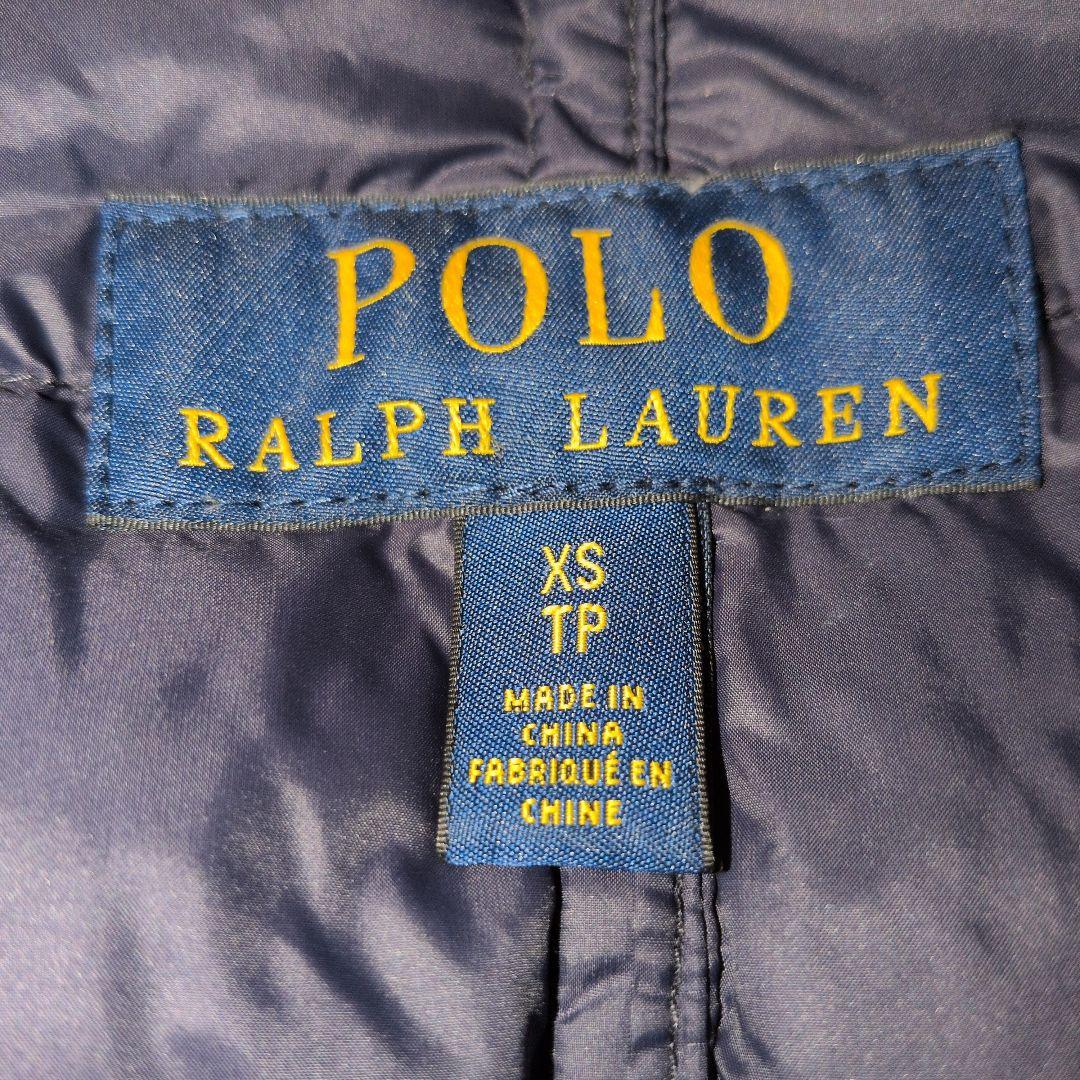 POLO
RALPH LAUREN
XS
TP
MADE IN
CHINA
FABRIQUÉ EN
CHINE